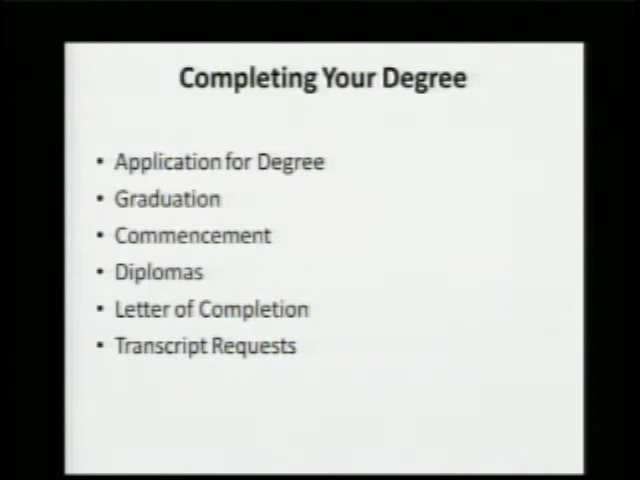 Completing Your Degree
• Application for Degree
• Graduation
• Commencement
• Diplomas
• Letter of Completion
• Transcript Requests